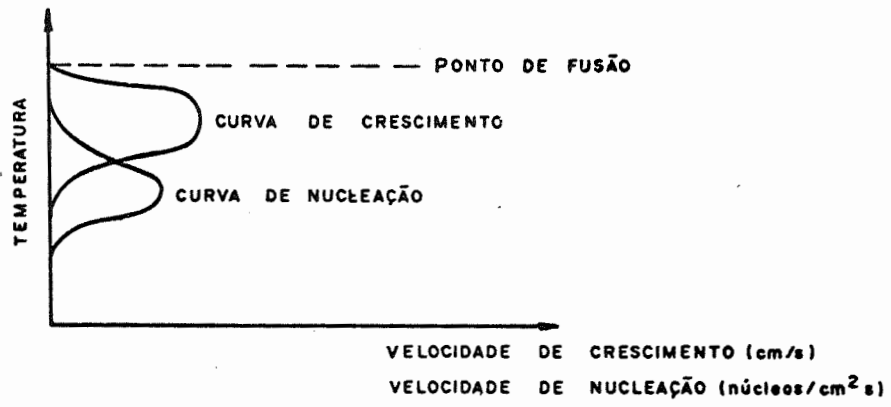 PONTO DE FUSÃO
CURVA DE CRESCIMENTO
CURVA DE NUCLEAÇÃO
TEMPERATURA
VELOCIDADE DE CRESCIMENTO (cm/s)
VELOCIDADE DE NUCLEAÇÃO (núcleos/cm² s)